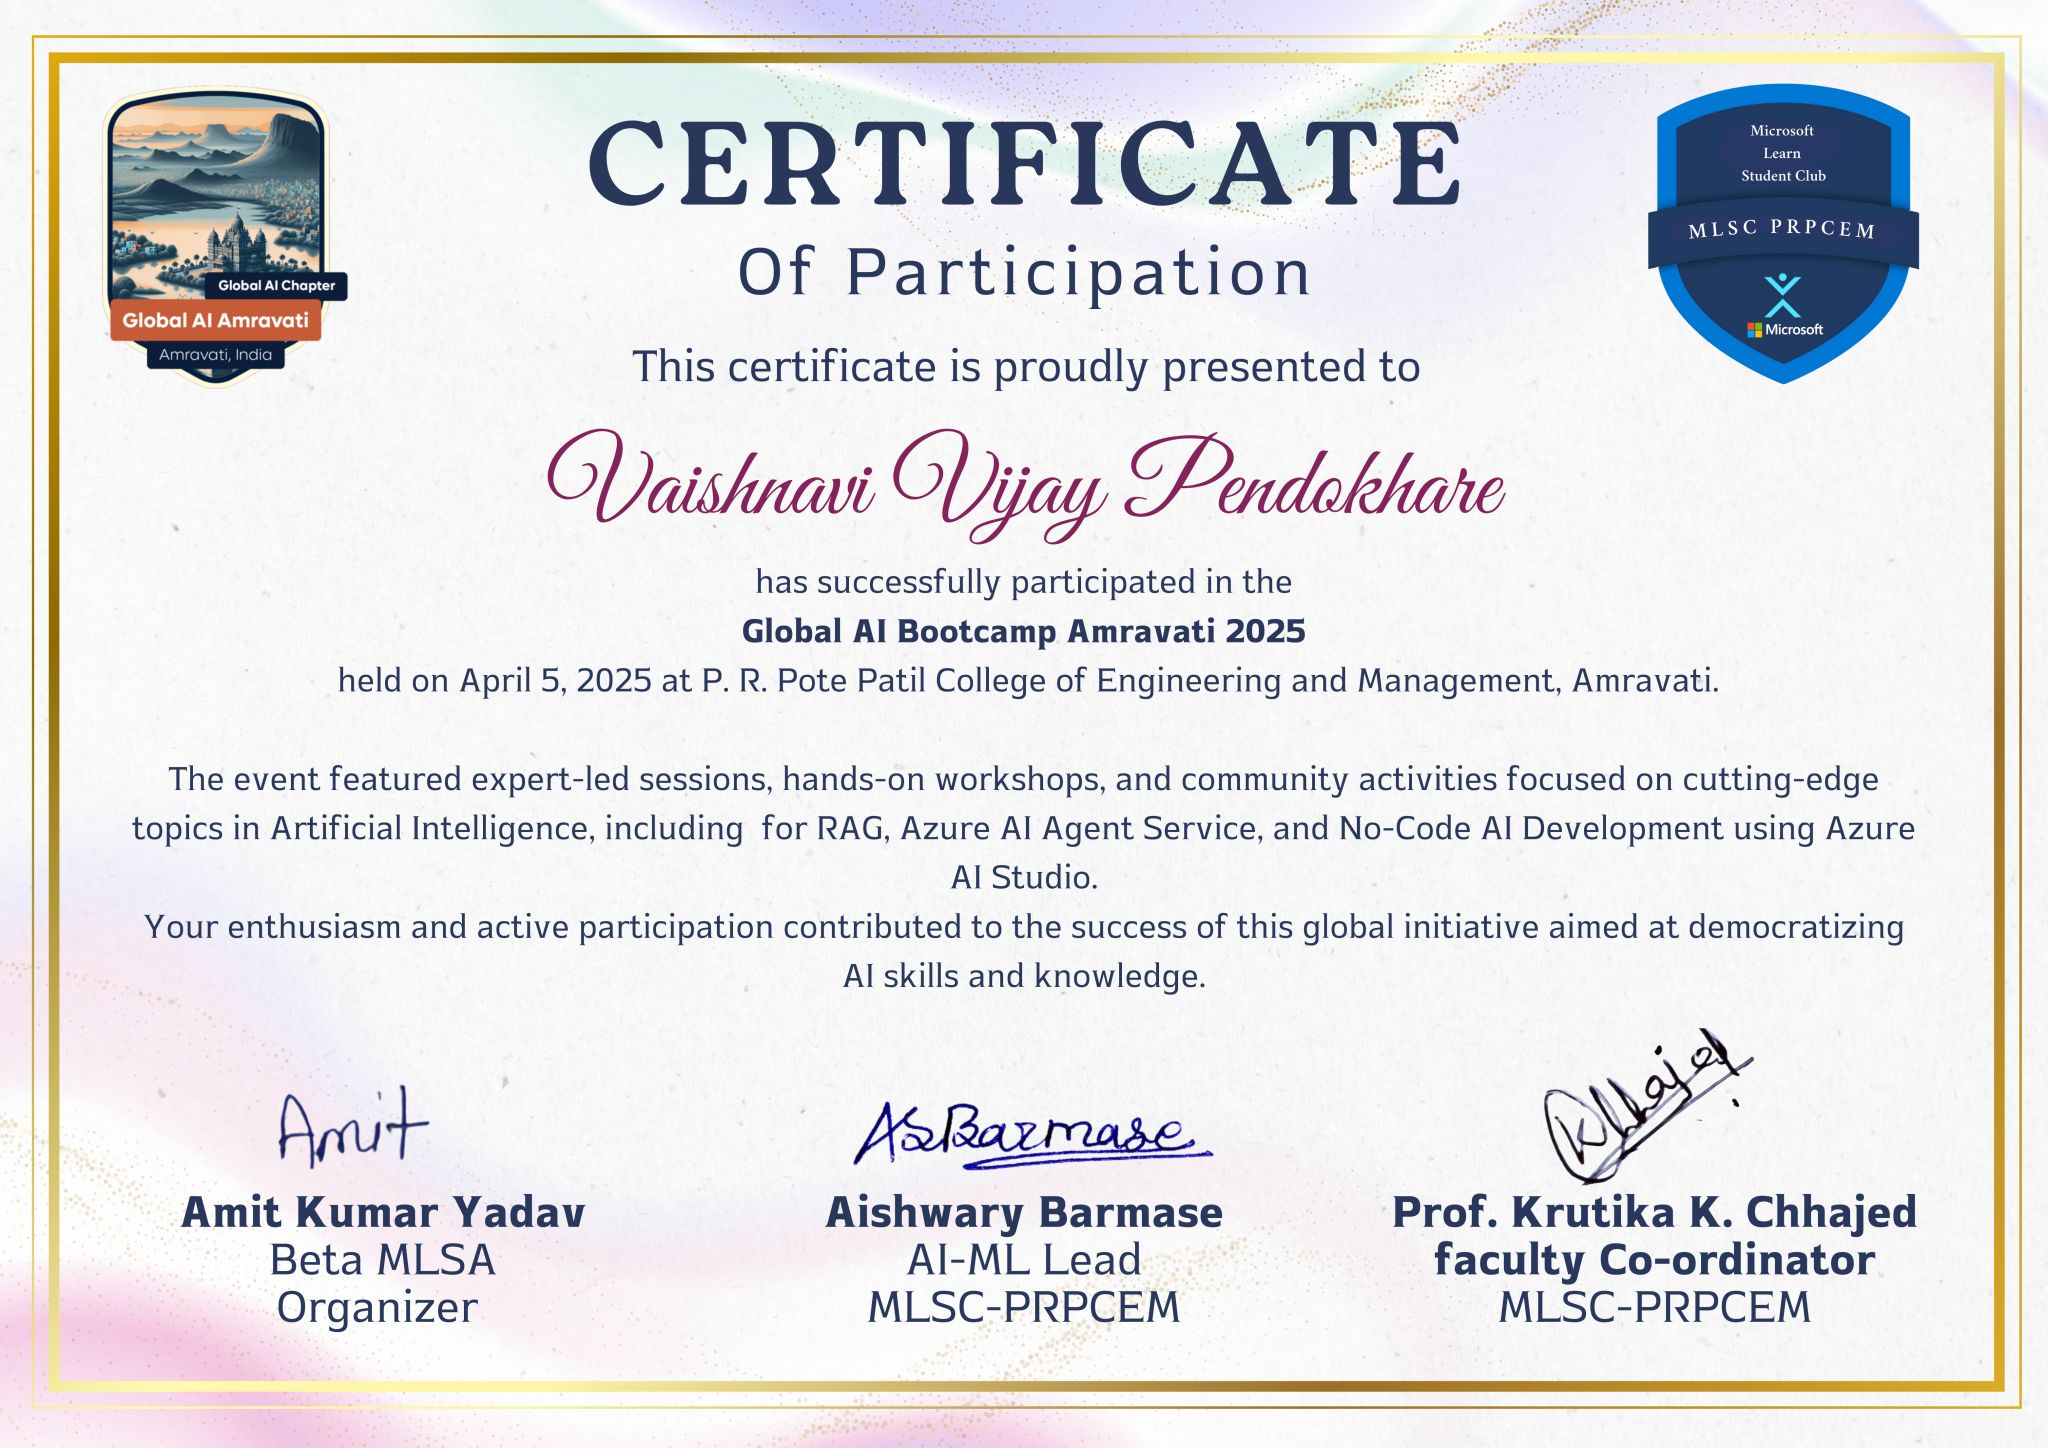 CERTIFICATE
Of Participation
This certificate is proudly presented to
Vaishnavi Vijay Pendokhare
has successfully participated in the
Global AI Bootcamp Amravati 2025
held on April 5, 2025 at P. R. Pote Patil College of Engineering and Management, Amravati.
The event featured expert-led sessions, hands-on workshops, and community activities focused on cutting-edge
topics in Artificial Intelligence, including  for RAG, Azure AI Agent Service, and No-Code AI Development using Azure
AI Studio.
Your enthusiasm and active participation contributed to the success of this global initiative aimed at democratizing
AI skills and knowledge.
Global AI Chapter
Global AI Amravati
Amravati, India
Microsoft
Learn
Student Club
MLSC PRPCEM
Microsoft
Amit
Amit Kumar Yadav
Beta MLSA
Organizer
ASBarmase
Aishwary Barmase
AI-ML Lead
MLSC-PRPCEM
Prof. Krutika K. Chhajed
faculty Co-ordinator
MLSC-PRPCEM